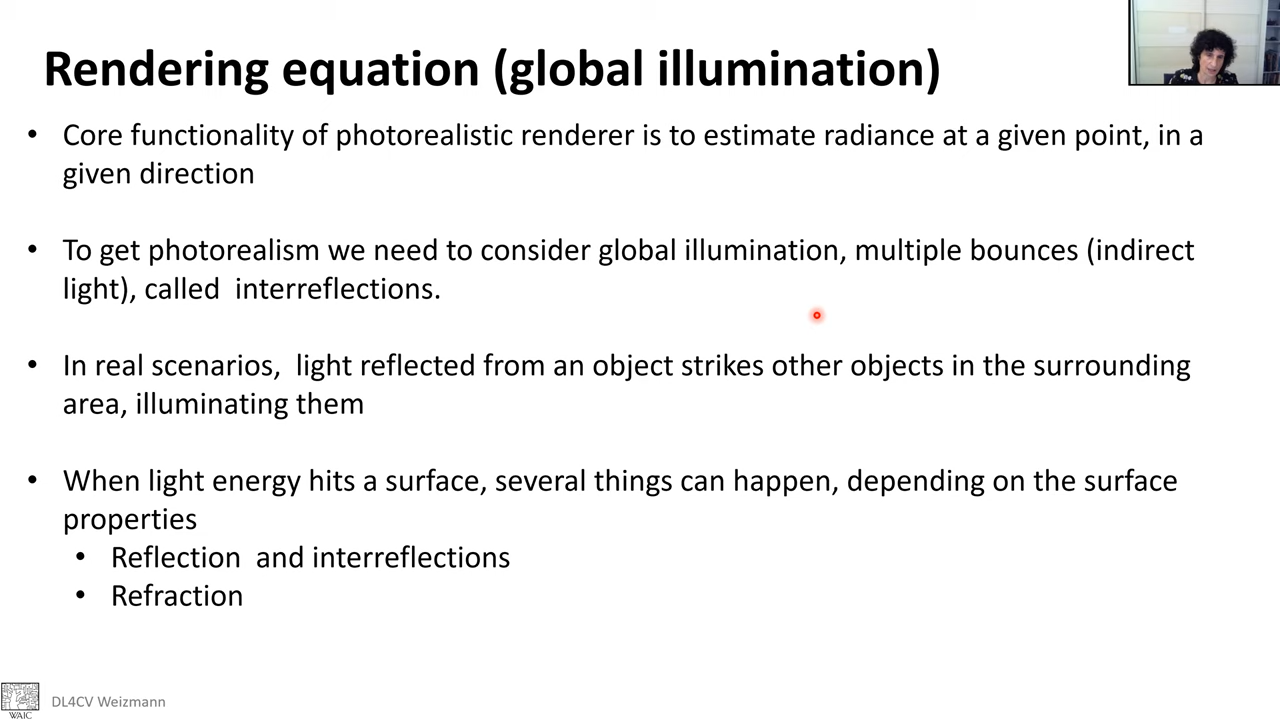 Rendering equation (global illumination)
• Core functionality of photorealistic renderer is to estimate radiance at a given point, in a
given direction
• To get photorealism we need to consider global illumination, multiple bounces (indirect
light), called  interreflections.
• In real scenarios,  light reflected from an object strikes other objects in the surrounding
area, illuminating them
• When light energy hits a surface, several things can happen, depending on the surface
properties
• Reflection  and interreflections
• Refraction
WAIC
DL4CV Weizmann